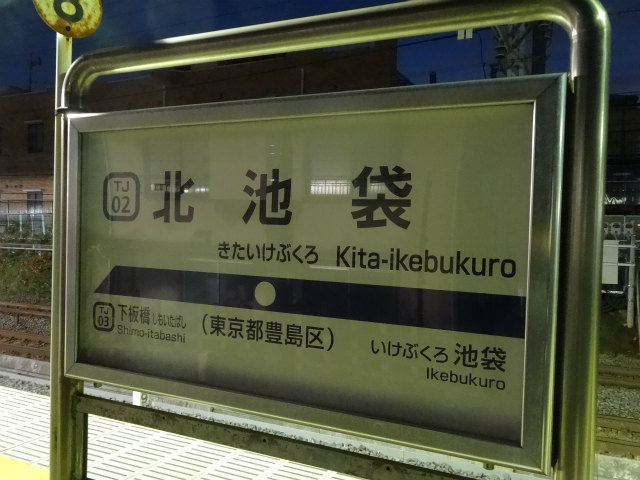 8
TJ
02
北池袋
きたいけぶくろ Kita-ikebukuro
TJ
03
下板橋 しもいたばし
Shimo-itabashi
(東京都豊島区)
いけぶくろ 池袋
Ikebukuro